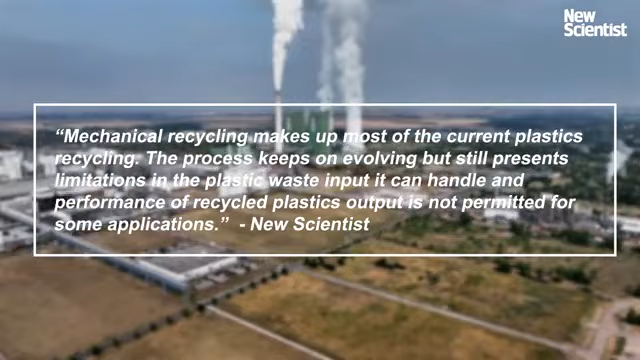 New
Scientist
“Mechanical recycling makes up most of the current plastics
recycling. The process keeps on evolving but still presents
limitations in the plastic waste input it can handle and
performance of recycled plastics output is not permitted for
some applications.” - New Scientist